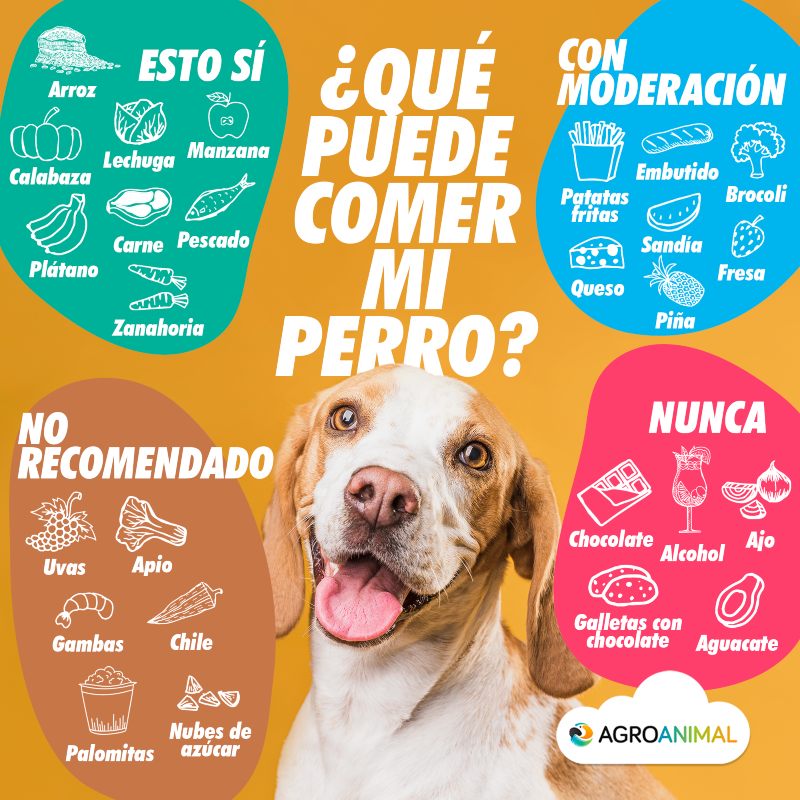 ¿QUÉ
PUEDE
COMER
MI
PERRO?
ESTO SÍ
Arroz
Calabaza
Lechuga
Manzana
Plátano
Carne
Pescado
Zanahoria
CON
MODERACIÓN
Patatas
fritas
Embutido
Brocoli
Queso
Sandía
Fresa
Piña
NO
RECOMENDADO
Uvas
Apio
Gambas
Chile
Palomitas
Nubes de
azúcar
NUNCA
Chocolate
Alcohol
Ajo
Galletas con
chocolate
Aguacate
AGROANIMAL